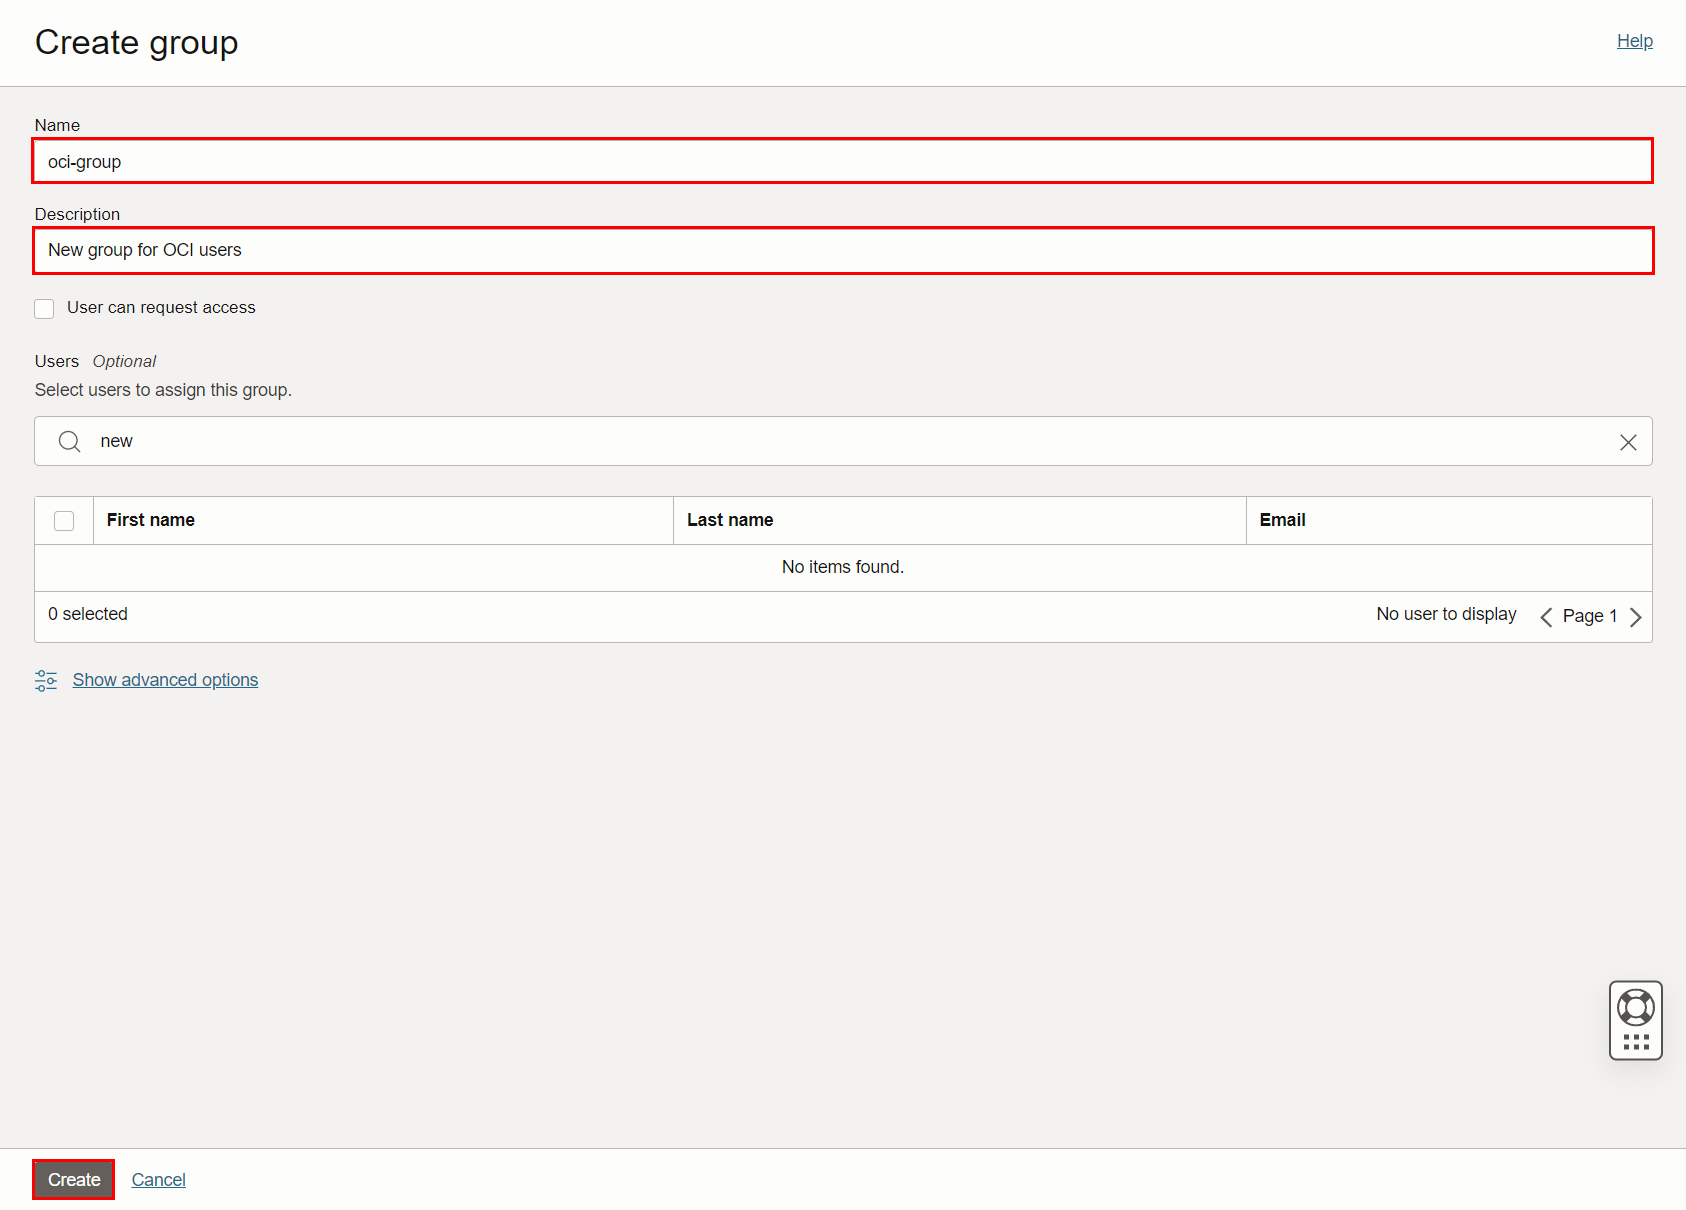 Create group
Help
Name
oci-group
Description
New group for OCI users
User can request access
Users Optional
Select users to assign this group.
new
First name Last name Email
No items found.
0 selected No user to display Page 1
Show advanced options
Create Cancel